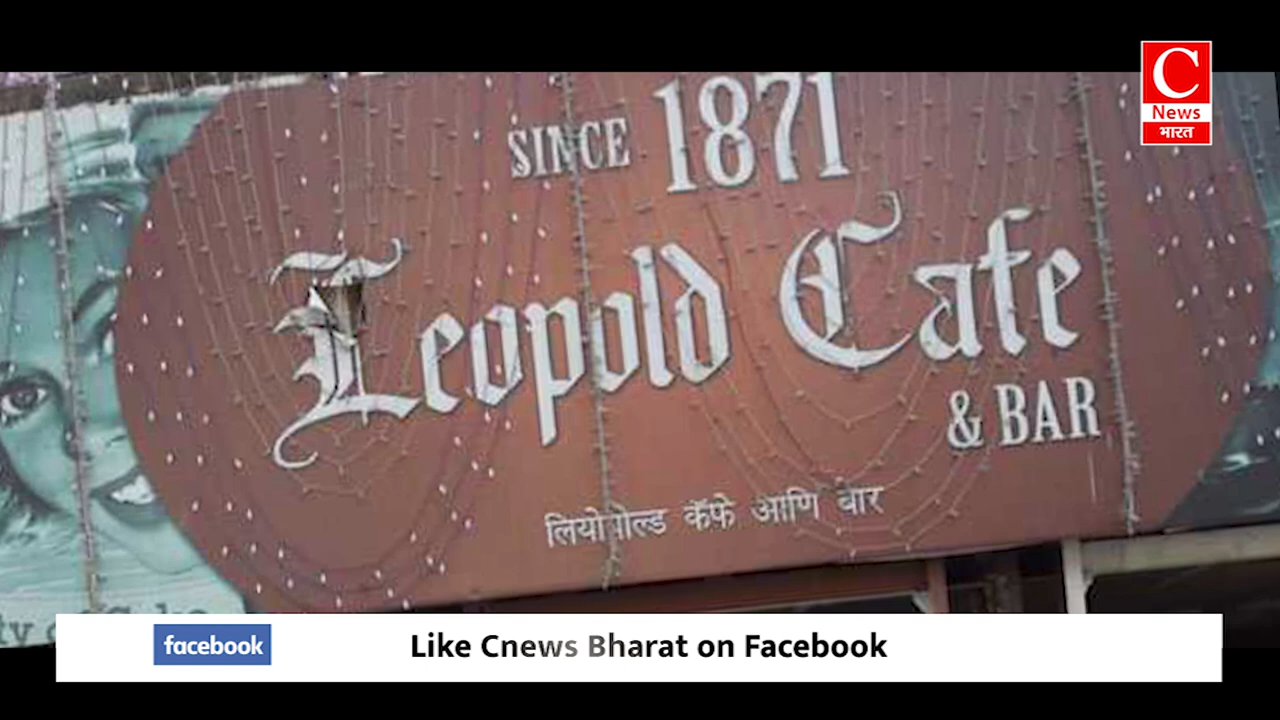 C
News
भारत
SINCE 1871
Leopold Cafe
& BAR
लियोपोल्ड कॅफे आणि बार
facebook
Like Cnews Bharat on Facebook